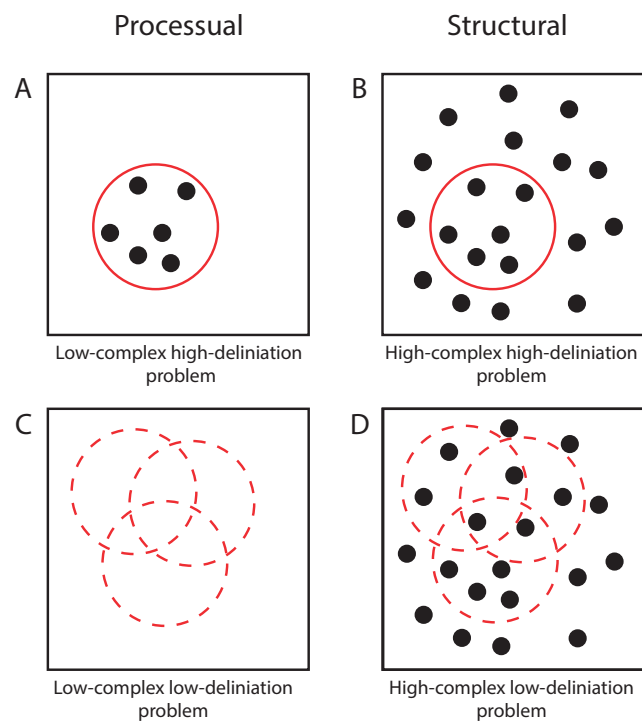 Processual
Structural
A
B
Low-complex high-deliniation
problem
High-complex high-deliniation
problem
C
D
Low-complex low-deliniation
problem
High-complex low-deliniation
problem